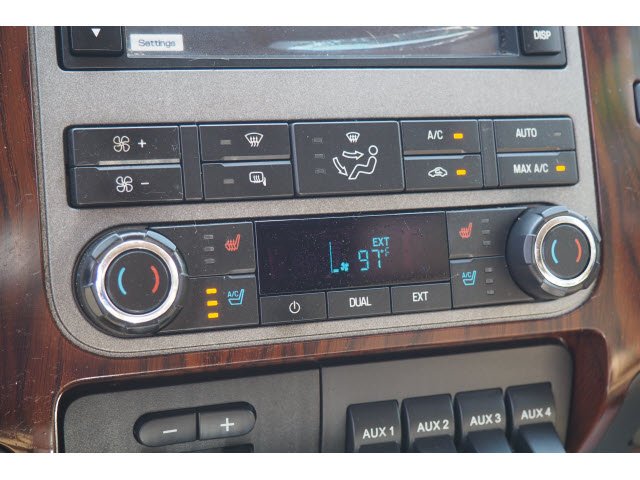 Settings
DISP
+
A/C
AUTO
-
MAX A/C
EXT
L 97°F
A/C
A/C
DUAL
EXT
- +
AUX 1
AUX 2
AUX 3
AUX 4